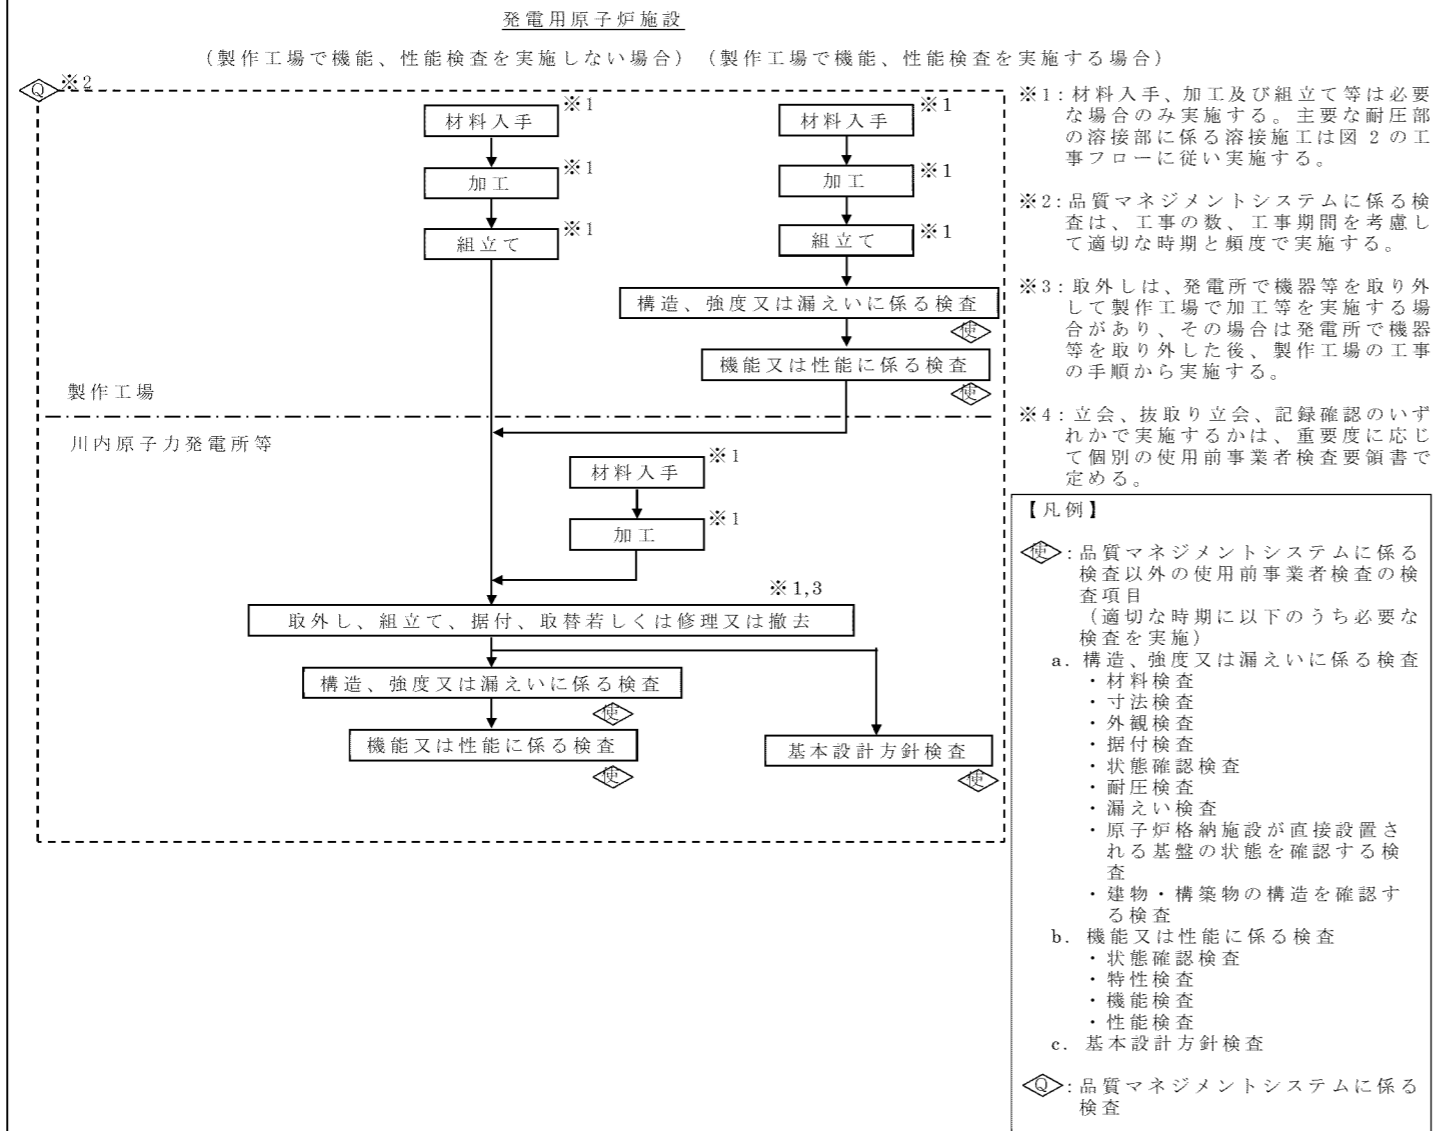 発電用原子炉施設
（製作工場で機能、性能検査を実施しない場合）（製作工場で機能、性能検査を実施する場合）
Q ※2
材料入手 ※1
加工 ※1
組立て ※1
材料入手 ※1
加工 ※1
組立て ※1
構造、強度又は漏えいに係る検査
使
機能又は性能に係る検査
使
製作工場
川内原子力発電所等
材料入手 ※1
加工 ※1
※1,3
取外し、組立て、据付、取替若しくは修理又は撤去
構造、強度又は漏えいに係る検査
使
機能又は性能に係る検査
使
基本設計方針検査
使
※1：材料入手、加工及び組立て等は必要
な場合のみ実施する。主要な耐圧部
の溶接部に係る溶接施工は図 2 の工
事フローに従い実施する。
※2：品質マネジメントシステムに係る検
査は、工事の数、工事期間を考慮し
て適切な時期と頻度で実施する。
※3：取外しは、発電所で機器等を取り外
して製作工場で加工等を実施する場
合があり、その場合は発電所で機器
等を取り外した後、製作工場の工事
の手順から実施する。
※4：立会、抜取り立会、記録確認のいず
れかで実施するかは、重要度に応じ
て個別の使用前事業者検査要領書で
定める。
【凡例】
使：品質マネジメントシステムに係る
検査以外の使用前事業者検査の検
査項目
（適切な時期に以下のうち必要な
検査を実施）
a. 構造、強度又は漏えいに係る検査
・材料検査
・寸法検査
・外観検査
・据付検査
・状態確認検査
・耐圧検査
・漏えい検査
・原子炉格納施設が直接設置さ
れる基盤の状態を確認する検
査
・建物・構築物の構造を確認す
る検査
b. 機能又は性能に係る検査
・状態確認検査
・特性検査
・機能検査
・性能検査
c. 基本設計方針検査
Q：品質マネジメントシステムに係る
検査